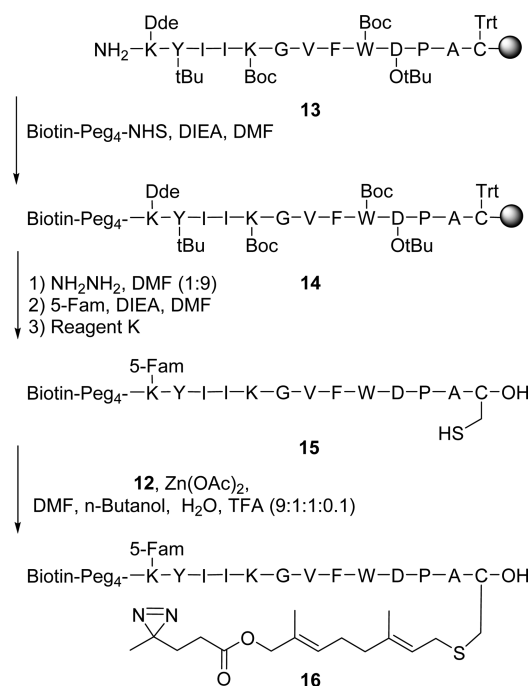 Dde Boc Trt
NH2–K–Y–I–I–K–G–V–F–W–D–P–A–C–
tBu Boc OtBu
13
Biotin-Peg4-NHS, DIEA, DMF
Dde Boc Trt
Biotin-Peg4-–K–Y–I–I–K–G–V–F–W–D–P–A–C–
tBu Boc OtBu
14
1) NH2NH2, DMF (1:9)
2) 5-Fam, DIEA, DMF
3) Reagent K
5-Fam
Biotin-Peg4-–K–Y–I–I–K–G–V–F–W–D–P–A–C–OH
HS
15
12, Zn(OAc)2,
DMF, n-Butanol, H2O, TFA (9:1:1:0.1)
5-Fam
Biotin-Peg4-–K–Y–I–I–K–G–V–F–W–D–P–A–C–OH
N=N
O
S
O
16